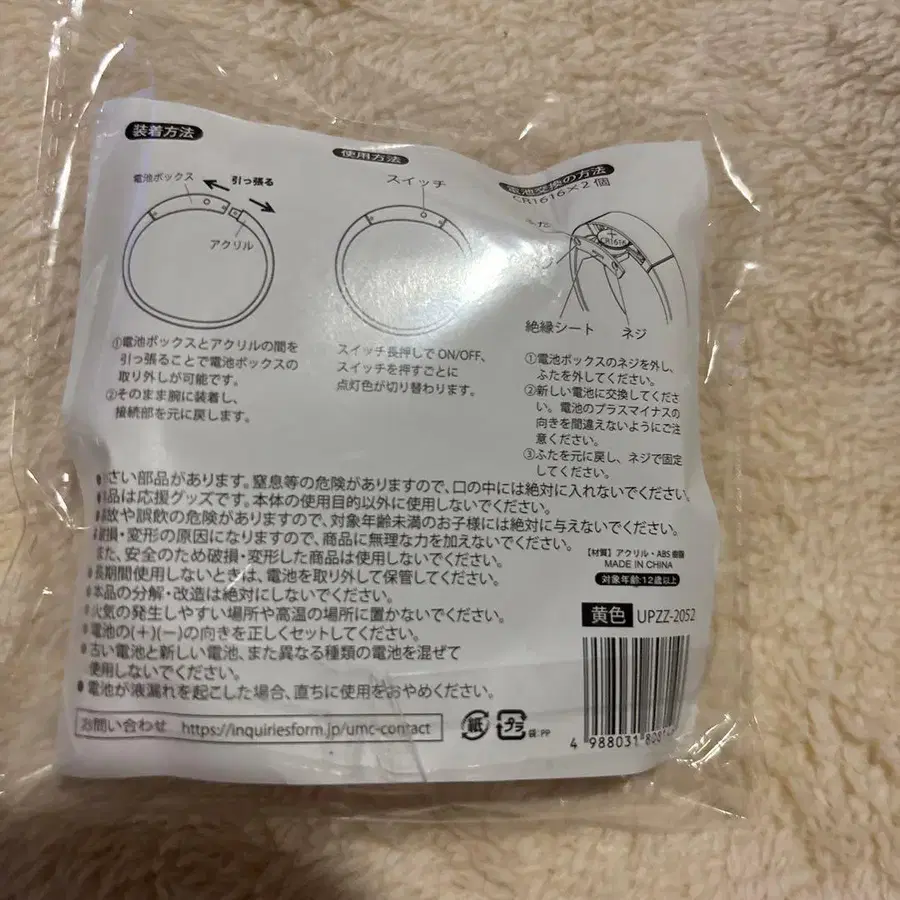 装着方法
電池ボックス
引っ張る
アクリル
①電池ボックスとアクリルの間を
引っ張ることで電池ボックスの
取り外しが可能です。
②そのまま腕に装着し、
接続部を元に戻します。
使用方法
スイッチ
スイッチ長押しでON/OFF、
スイッチを押すごとに
点灯色が切り替わります。
電池交換の方法
CR1616×2個
CR1616
絶縁シート
ネジ
①電池ボックスのネジを外し、
ふたを外してください。
②新しい電池に交換してくださ
い。電池のプラスマイナスの
向きを間違えないようにご注
意ください。
③ふたを元に戻し、ネジで固定
してください。
さい部品があります。窒息等の危険がありますので、口の中には絶対に入れないでください。
品は応援グッズです。本体の使用目的以外に使用しないでください。
故や誤飲の危険がありますので、対象年齢未満のお子様には絶対に与えないでください。
破損・変形の原因になりますので、商品に無理な力を加えないでください。
また、安全のため破損・変形した商品は使用しないでください。
●長期間使用しないときは、電池を取り外して保管してください。
●本品の分解・改造は絶対にしないでください。
●火気の発生しやすい場所や高温の場所に置かないでください。
●電池の(+)(-)の向きを正しくセットしてください。
●古い電池と新しい電池、また異なる種類の電池を混ぜて
使用しないでください。
●電池が液漏れを起こした場合、直ちに使用をおやめください。
【材質】アクリル・ABS樹脂
MADE IN CHINA
対象年齢:12歳以上
黄色 UPZZ-2052
お問い合わせ https://inquiriesform.jp/umc-contact
紙 プラ 袋:PP
4 988031